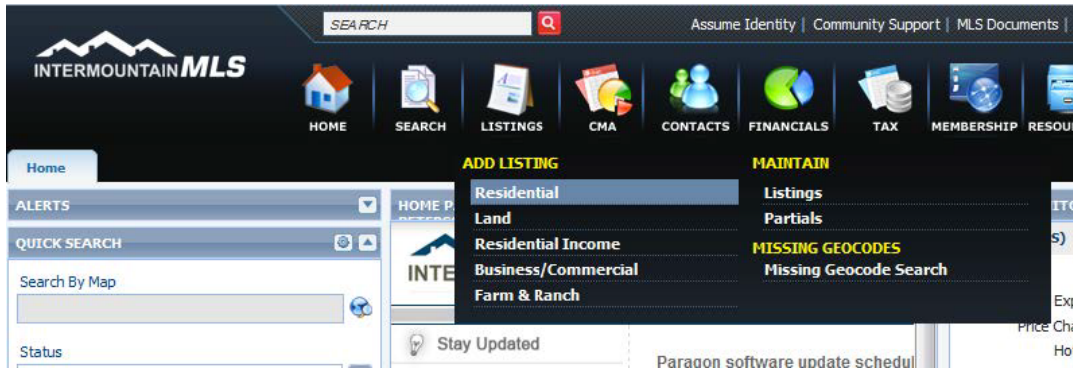 SEARCH
Assume Identity | Community Support | MLS Documents |
INTERMOUNTAIN MLS
HOME SEARCH LISTINGS CMA CONTACTS FINANCIALS TAX MEMBERSHIP
Home
ADD LISTING MAINTAIN
ALERTS
HOME
Residential Listings
Land Partials
QUICK SEARCH
Residential Income MISSING GEOCODES
Business/Commercial Missing Geocode Search
Search By Map
Farm & Ranch
Stay Updated
Status
Paragon software update